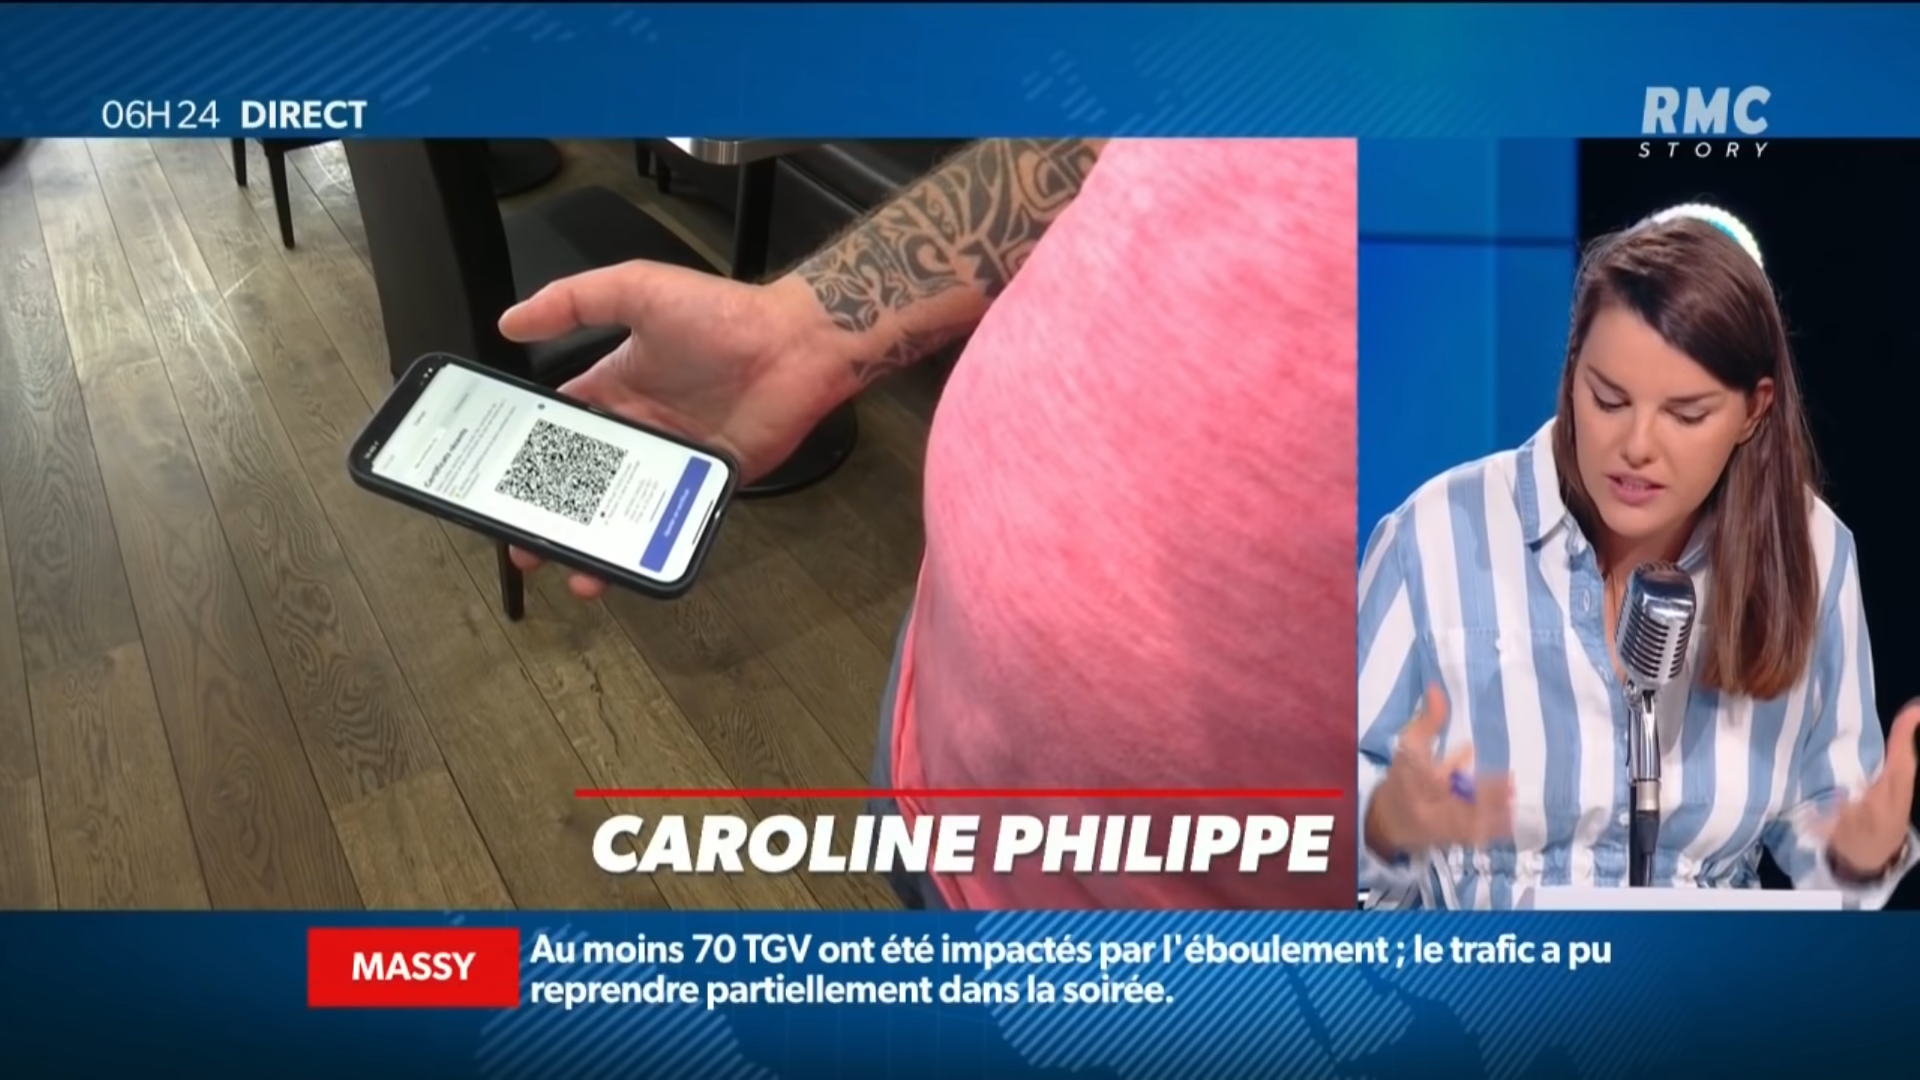 06H24 DIRECT
RMC
STORY
CAROLINE PHILIPPE
MASSY
Au moins 70 TGV ont été impactés par l'éboulement ; le trafic a pu
reprendre partiellement dans la soirée.